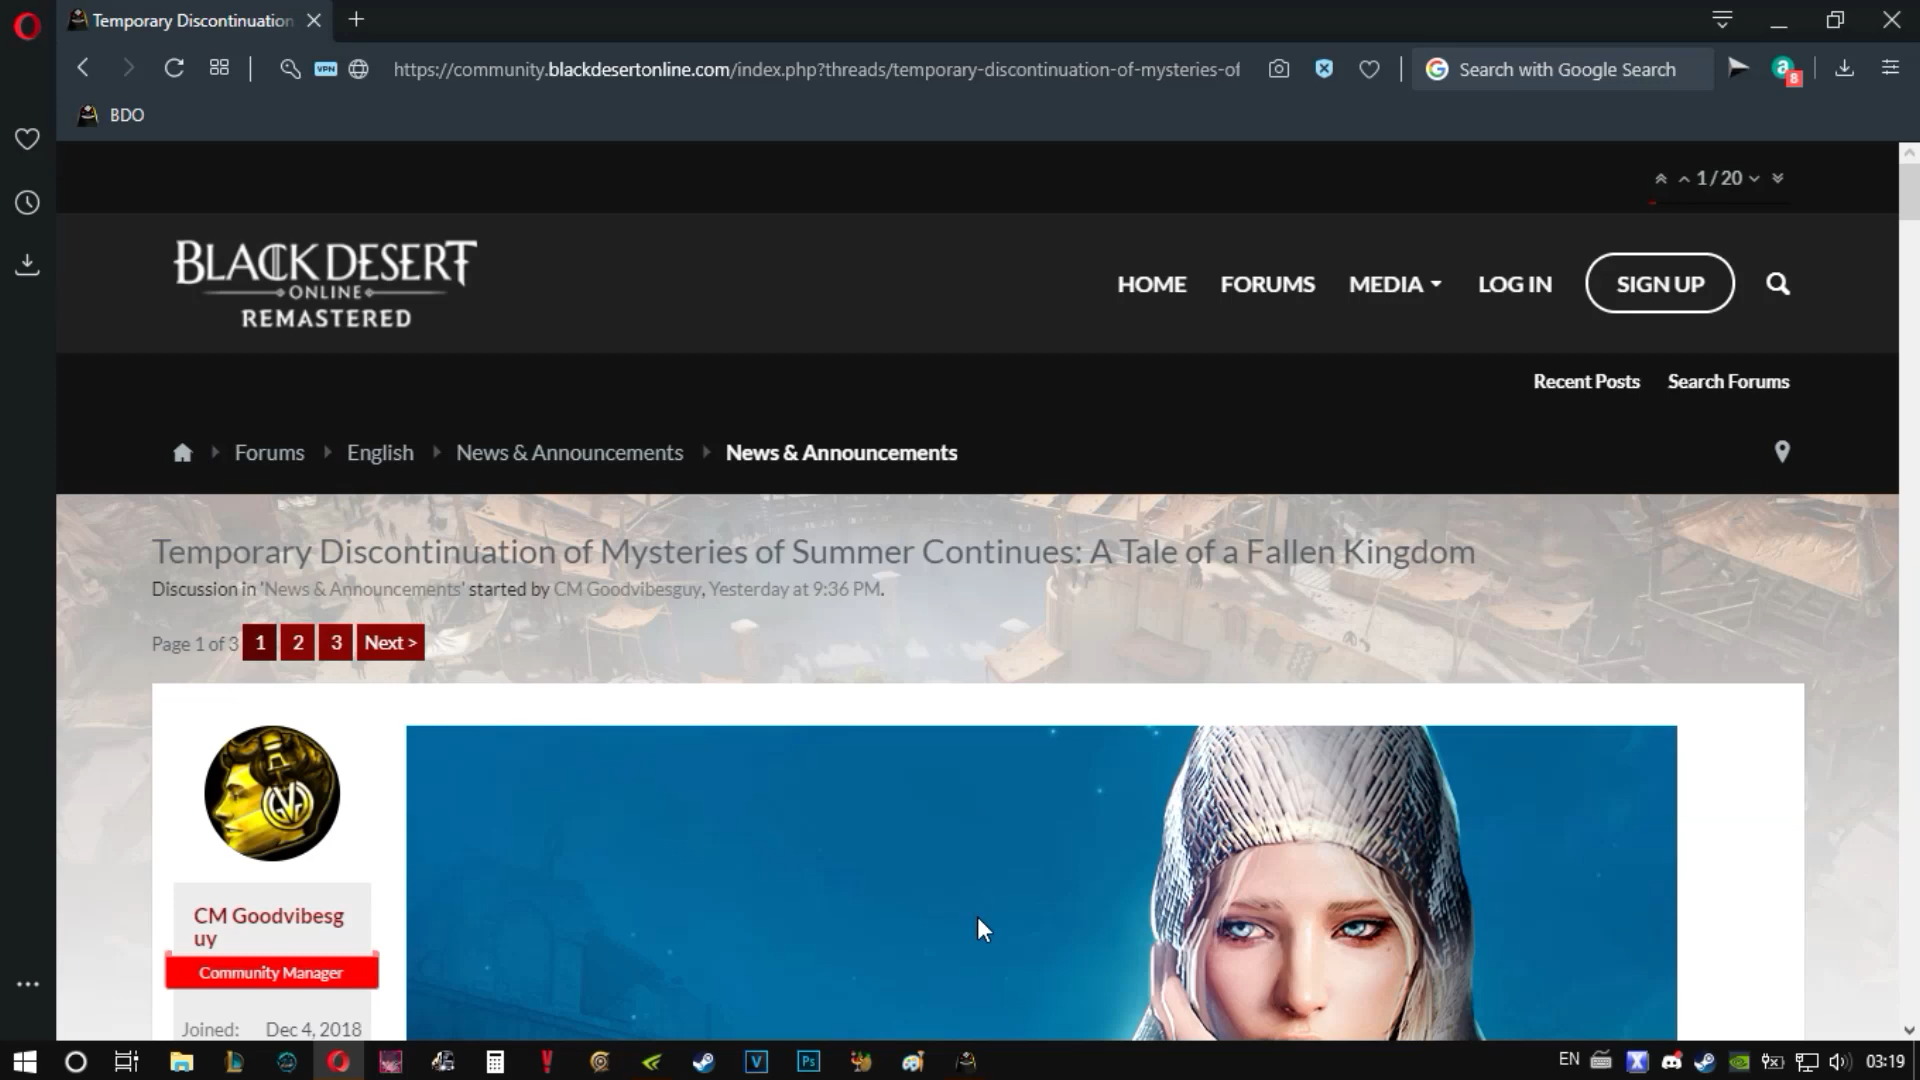 Temporary Discontinuation
VPN
https://community.blackdesertonline.com/index.php?threads/temporary-discontinuation-of-mysteries-of
Search with Google Search
a
8
BDO
1 / 20
BLACK DESERT
ONLINE
REMASTERED
HOME
FORUMS
MEDIA
LOG IN
SIGN UP
Recent Posts
Search Forums
Forums
English
News & Announcements
News & Announcements
Temporary Discontinuation of Mysteries of Summer Continues: A Tale of a Fallen Kingdom
Discussion in 'News & Announcements' started by CM Goodvibesguy, Yesterday at 9:36 PM.
Page 1 of 3
1
2
3
Next >
GVG
CM Goodvibesg
uy
Community Manager
Joined:
Dec 4, 2018
V
Ps
EN
03:19